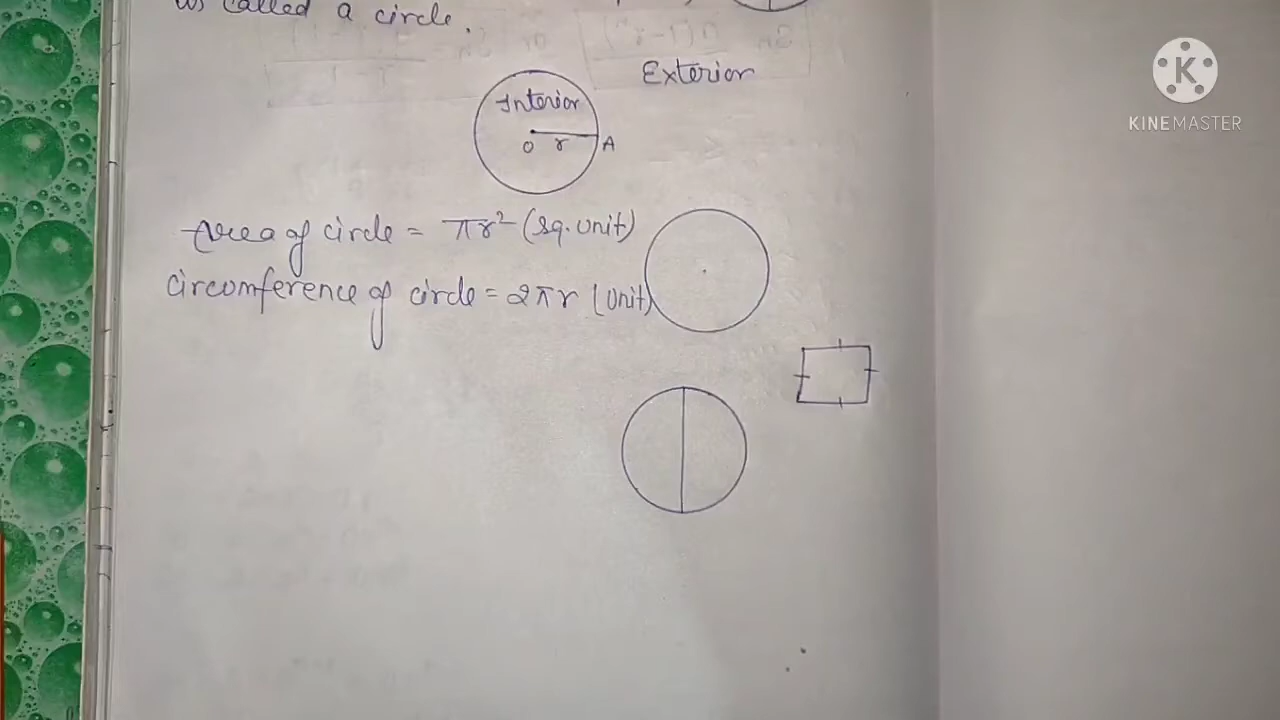 is called a circle.
Exterior
Interior
O r A
Area of circle = πr² (sq. unit)
circumference of circle = 2πr (unit)
K
KINEMASTER